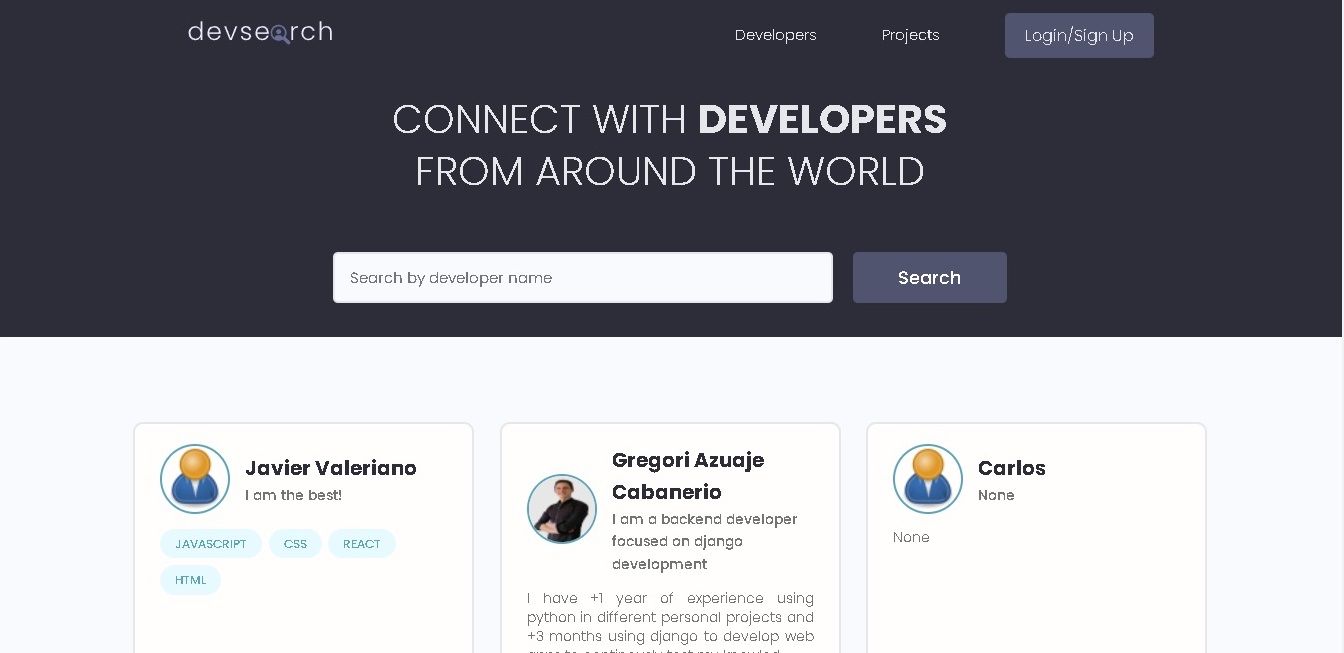 devsearch
Developers
Projects
Login/Sign Up
CONNECT WITH DEVELOPERS
FROM AROUND THE WORLD
Search by developer name
Search
Javier Valeriano
I am the best!
JAVASCRIPT
CSS
REACT
HTML
Gregori Azuaje
Cabanerio
I am a backend developer
focused on django
development
I have +1 year of experience using
python in different personal projects and
+3 months using django to develop web
Carlos
None
None